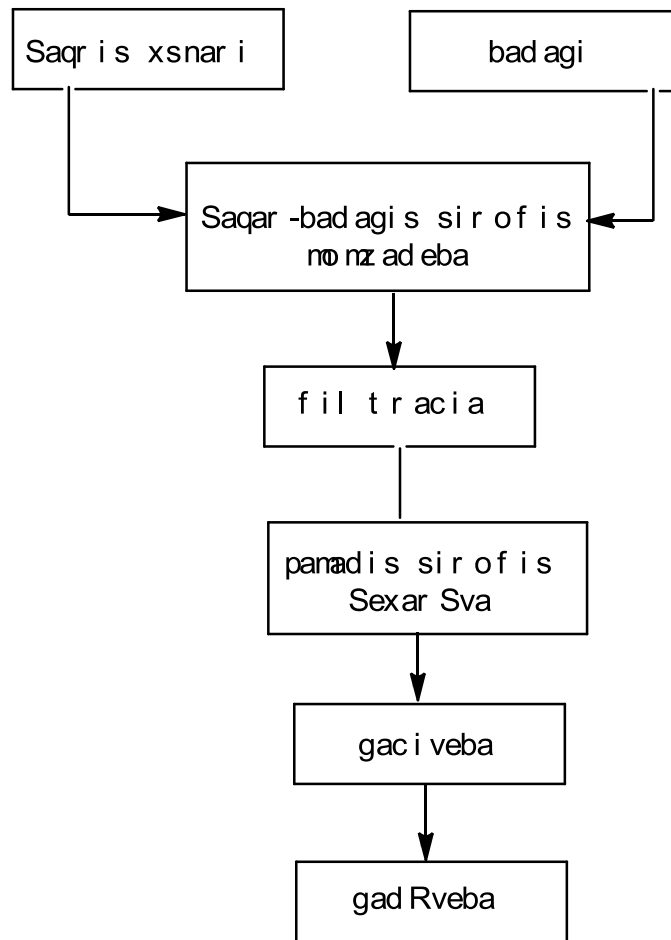 Saqris xsnari
badagi
Saqar-badagis sirofis
momzadeba
filtracia
pamadis sirofis
SexarSva
gaciveba
gadRveba